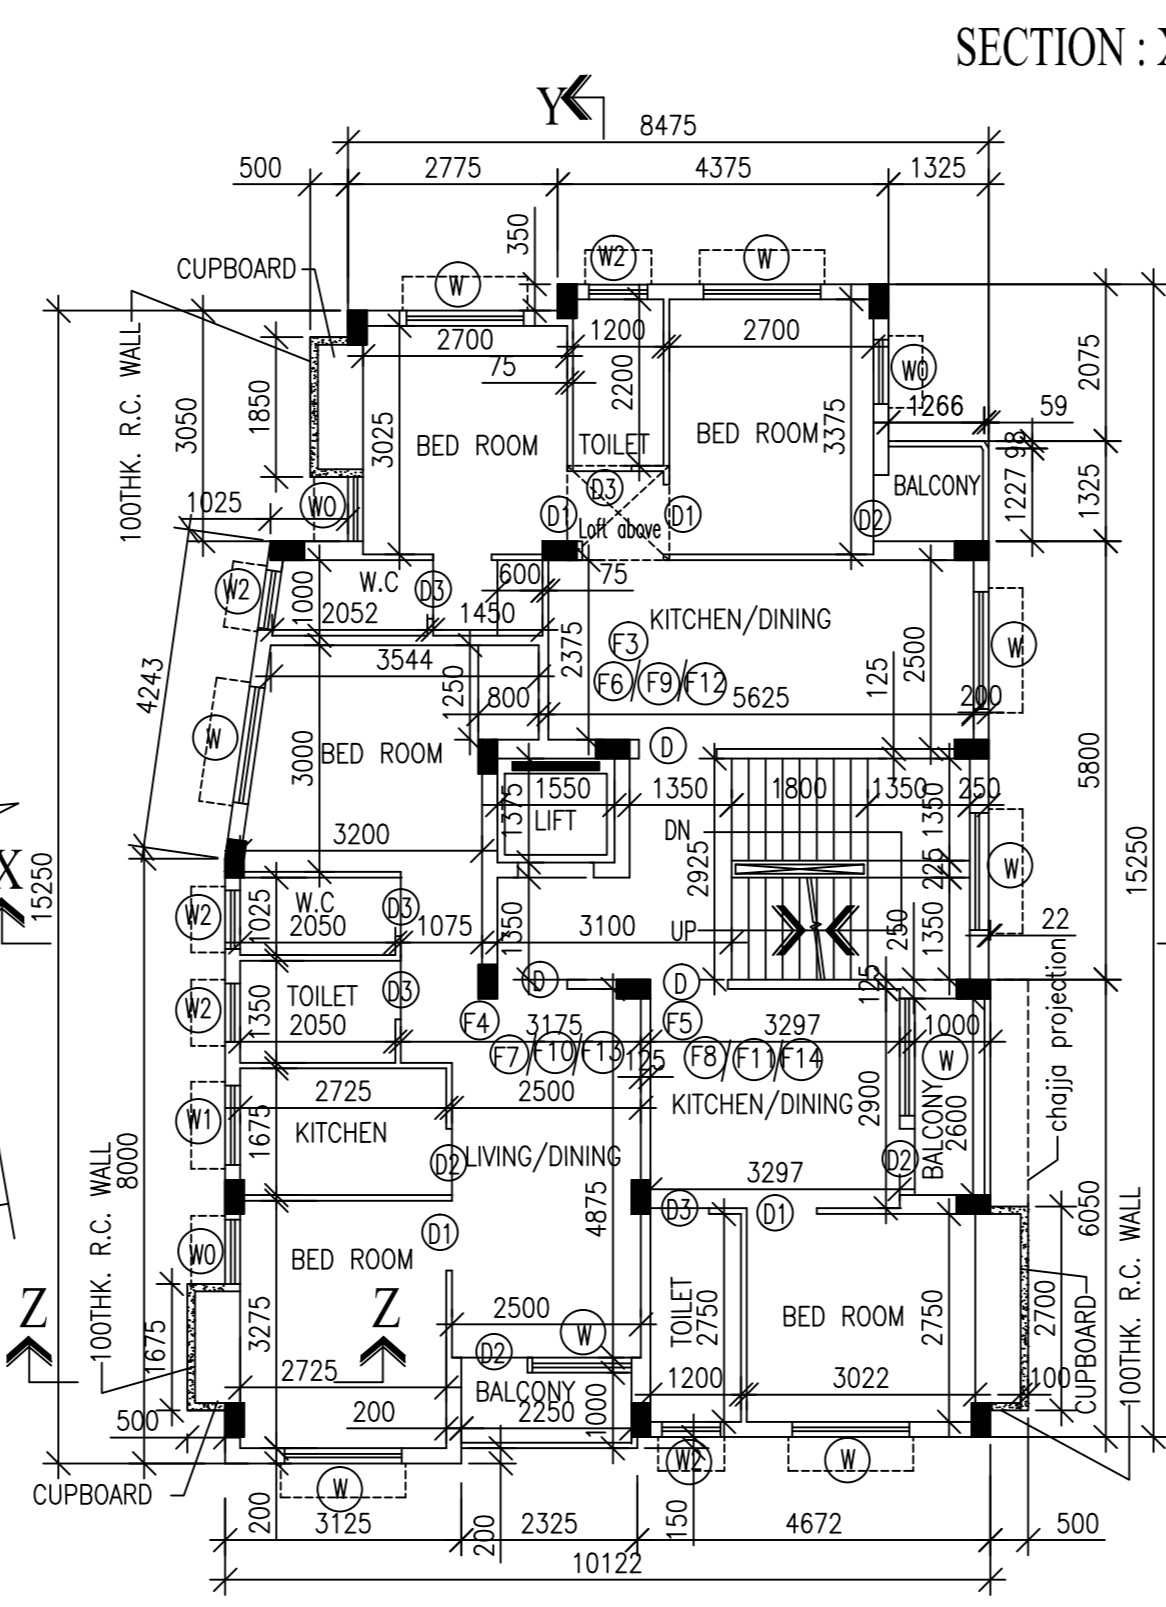 SECTION : X
Y
8475
500
2775
4375
1325
350
CUPBOARD
W
W2
W
100THK. R.C. WALL
3050
1850
2700
75
1200
2200
2700
W0
1266
59
2075
3025
BED ROOM
TOILET
BED ROOM
3375
98
BALCONY
1227
1325
1025
W0
D3
D1
Loft above
D1
D2
W2
1000
W.C
D3
600
75
2052
1450
KITCHEN/DINING
2375
F3
F6/F9/F12
125
2500
W
4243
3544
1250
800
5625
200
W
3000
BED ROOM
D
15250
5800
15250
1375
1550
1350
1800
1350
250
1350
LIFT
DN
3200
2925
225
W
X
W2
1025
W.C
2050
D3
1075
1350
3100
UP
250
1350
22
W2
1350
TOILET
2050
D3
D
D
125
chajja projection
F4
3175
F5
3297
1000
F7/F10/F13
125
F8/F11/F14
W
W1
2725
2500
KITCHEN/DINING
2900
1675
KITCHEN
BALCONY
2600
8000
D2
LIVING/DINING
D2
3297
100THK. R.C. WALL
4875
D3
D1
6050
W0
BED ROOM
D1
Z
Z
3275
2500
W
TOILET
2750
BED ROOM
2750
2700
1675
D2
2725
BALCONY
1200
3022
100
CUPBOARD
100THK. R.C. WALL
500
200
2250
1000
CUPBOARD
W
W2
W
200
3125
200
2325
150
4672
500
10122